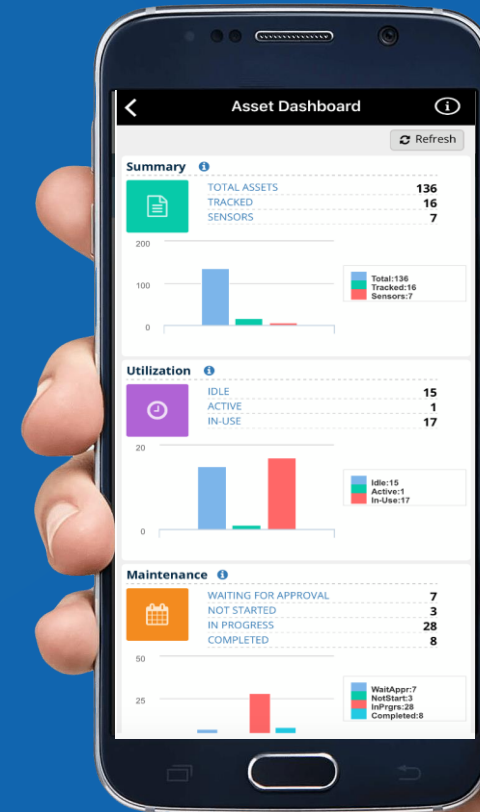 Asset Dashboard
Refresh
Summary
TOTAL ASSETS 136
TRACKED 16
SENSORS 7
200
100
0
Total:136
Tracked:16
Sensors:7
Utilization
IDLE 15
ACTIVE 1
IN-USE 17
20
0
Idle:15
Active:1
In-Use:17
Maintenance
WAITING FOR APPROVAL 7
NOT STARTED 3
IN PROGRESS 28
COMPLETED 8
50
25
WaitAppr:7
NotStart:3
InPrgrs:28
Completed:8